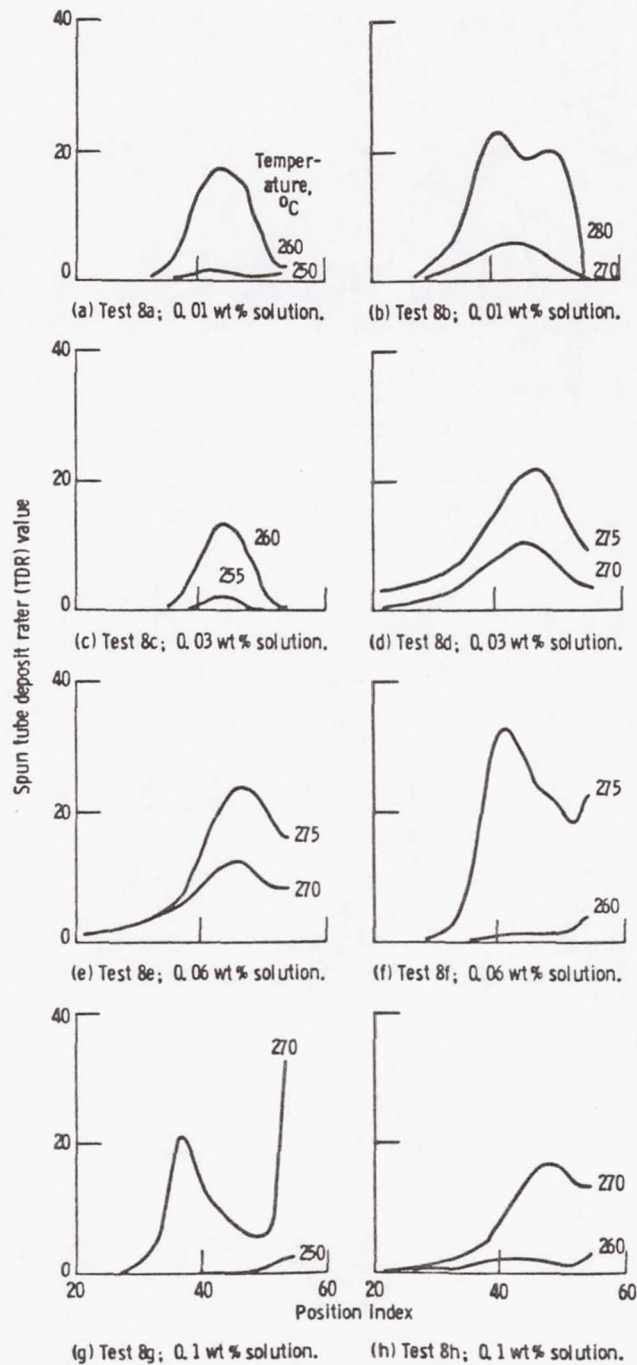 Spun tube deposit rater (TDR) value
40
20
0
Temper-
ature,
°C
260
250
280
270
(a) Test 8a; 0.01 wt% solution.
(b) Test 8b; 0.01 wt% solution.
40
20
0
260
255
275
270
(c) Test 8c; 0.03 wt% solution.
(d) Test 8d; 0.03 wt% solution.
40
20
0
275
270
275
260
(e) Test 8e; 0.06 wt% solution.
(f) Test 8f; 0.06 wt% solution.
40
20
0
270
250
270
260
20
40
60
20
40
60
Position index
(g) Test 8g; 0.1 wt% solution.
(h) Test 8h; 0.1 wt% solution.